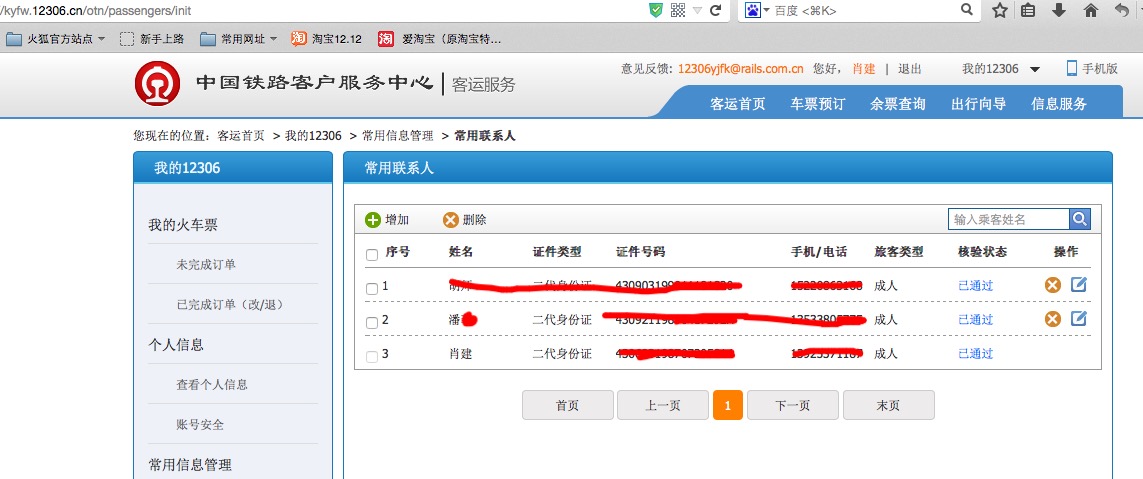 /kyfw.12306.cn/otn/passengers/init
百度 <⌘K>
火狐官方站点 新手上路 常用网址 淘宝12.12 爱淘宝（原淘宝特…
中国铁路客户服务中心 | 客运服务
意见反馈: 12306yjfk@rails.com.cn 您好， 肖建 | 退出 我的12306 手机版
客运首页 车票预订 余票查询 出行向导 信息服务
您现在的位置：客运首页 > 我的12306 > 常用信息管理 > 常用联系人
我的12306
我的火车票
未完成订单
已完成订单（改/退）
个人信息
查看个人信息
账号安全
常用信息管理
常用联系人
增加 删除 输入乘客姓名
序号 姓名 证件类型 证件号码 手机/电话 旅客类型 核验状态 操作
1 二代身份证 成人 已通过
2 潘 二代身份证 成人 已通过
3 肖建 二代身份证 成人 已通过
首页 上一页 1 下一页 末页